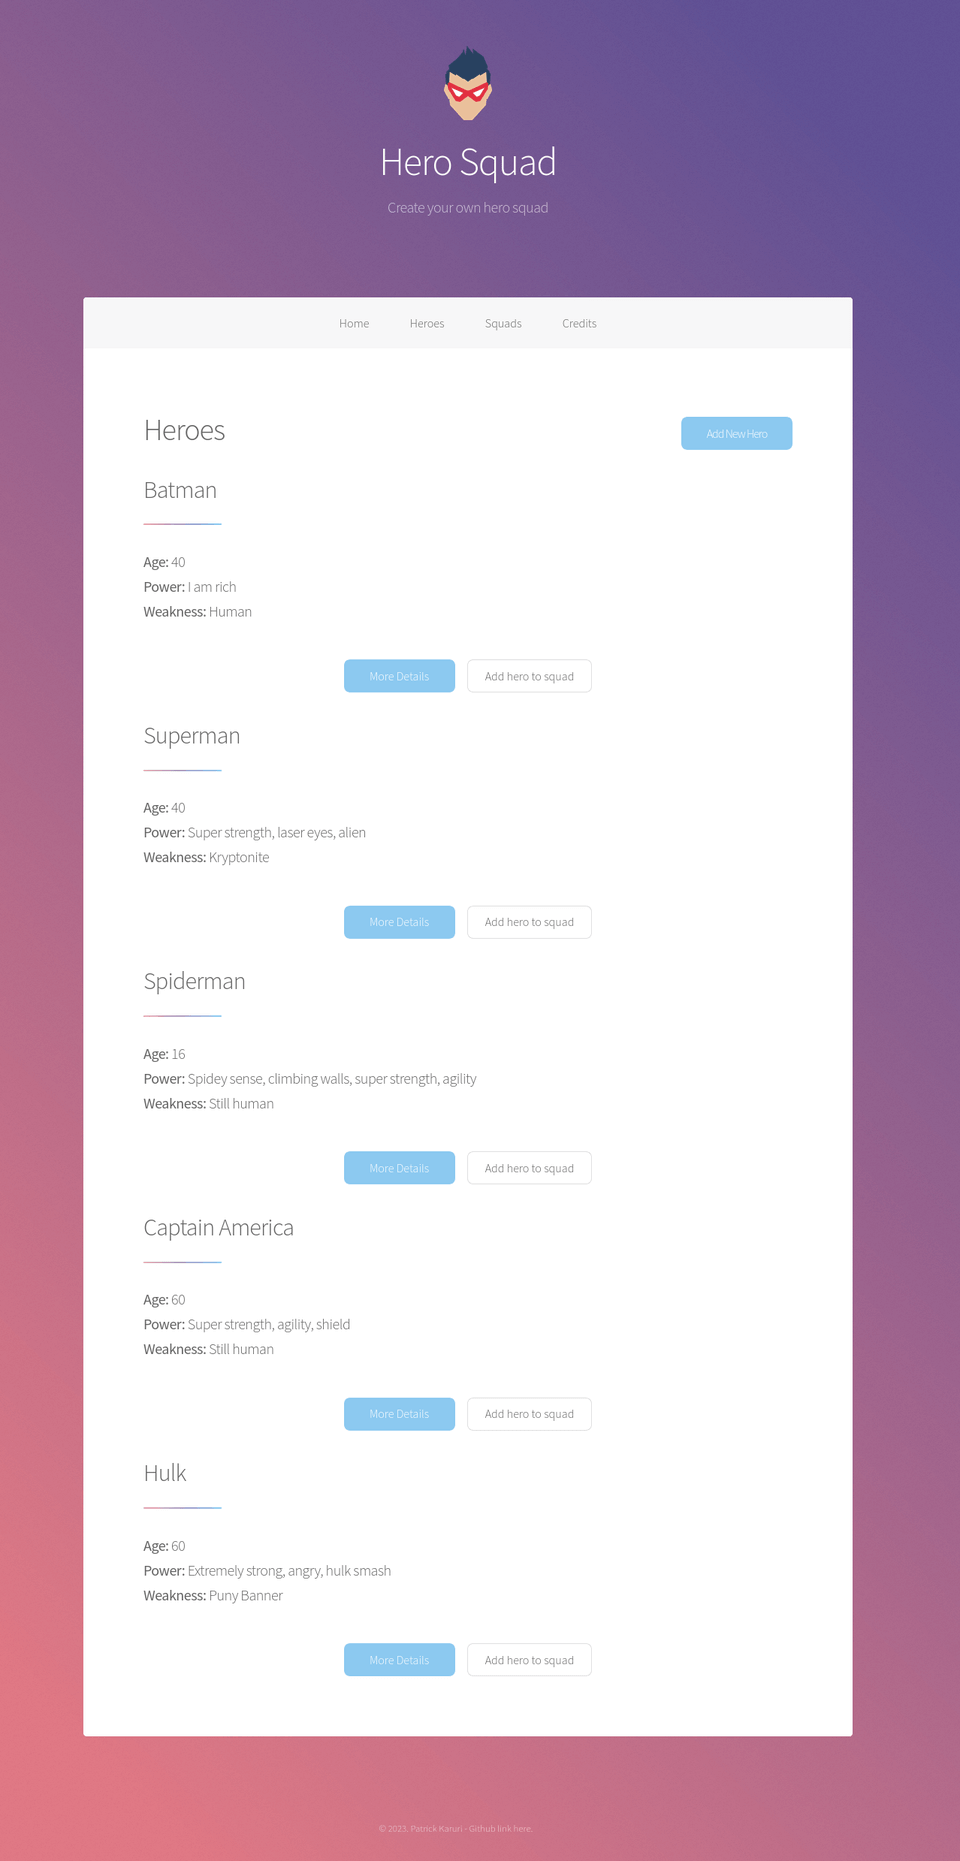 Hero Squad
Create your own hero squad
Home Heroes Squads Credits
Heroes
Add New Hero
Batman
Age: 40
Power: I am rich
Weakness: Human
More Details Add hero to squad
Superman
Age: 40
Power: Super strength, laser eyes, alien
Weakness: Kryptonite
More Details Add hero to squad
Spiderman
Age: 16
Power: Spidey sense, climbing walls, super strength, agility
Weakness: Still human
More Details Add hero to squad
Captain America
Age: 60
Power: Super strength, agility, shield
Weakness: Still human
More Details Add hero to squad
Hulk
Age: 60
Power: Extremely strong, angry, hulk smash
Weakness: Puny Banner
More Details Add hero to squad
© 2023. Patrick Karuri - Github link here.